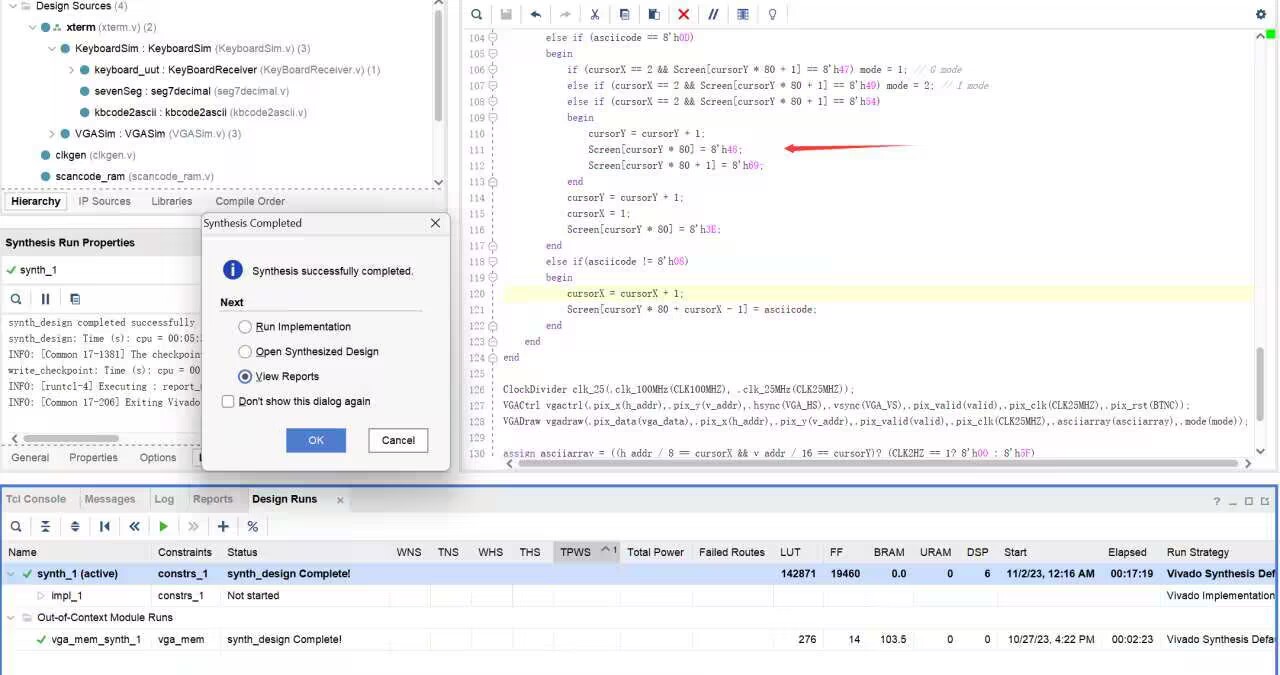 Design Sources (4)
xterm (xterm.v) (2)
KeyboardSim : KeyboardSim (KeyboardSim.v) (3)
keyboard_uut : KeyBoardReceiver (KeyBoardReceiver.v) (1)
sevenSeg : seg7decimal (seg7decimal.v)
kbcode2ascii : kbcode2ascii (kbcode2ascii.v)
VGASim : VGASim (VGASim.v) (3)
clkgen (clkgen.v)
scancode_ram (scancode_ram.v)
Hierarchy IP Sources Libraries Compile Order
Synthesis Run Properties
synth_1
synth_design completed successfully
synth_design: Time (s): cpu = 00:05:
INFO: [Common 17-1381] The checkpoint
write_checkpoint: Time (s): cpu = 00
INFO: [runtcl-4] Executing : report_
INFO: [Common 17-206] Exiting Vivado
General Properties Options
Synthesis Completed
Synthesis successfully completed.
Next
Run Implementation
Open Synthesized Design
View Reports
Don't show this dialog again
OK Cancel
104 else if (asciicode == 8'h0D)
105 begin
106 if (cursorX == 2 && Screen[cursorY * 80 + 1] == 8'h47) mode = 1; // G mode
107 else if (cursorX == 2 && Screen[cursorY * 80 + 1] == 8'h49) mode = 2; // I mode
108 else if (cursorX == 2 && Screen[cursorY * 80 + 1] == 8'h54)
109 begin
110 cursorY = cursorY + 1;
111 Screen[cursorY * 80] = 8'h46;
112 Screen[cursorY * 80 + 1] = 8'h69;
113 end
114 cursorY = cursorY + 1;
115 cursorX = 1;
116 Screen[cursorY * 80] = 8'h3E;
117 end
118 else if(asciicode != 8'h08)
119 begin
120 cursorX = cursorX + 1;
121 Screen[cursorY * 80 + cursorX - 1] = asciicode;
122 end
123 end
124 end
125
126 ClockDivider clk_25(.clk_100MHz(CLK100MHZ), .clk_25MHz(CLK25MHZ));
127 VGACtrl vgactrl(.pix_x(h_addr),.pix_y(v_addr),.hsync(VGA_HS),.vsync(VGA_VS),.pix_valid(valid),.pix_clk(CLK25MHZ),.pix_rst(BTNC));
128 VGADraw vgadraw(.pix_data(vga_data),.pix_x(h_addr),.pix_y(v_addr),.pix_valid(valid),.pix_clk(CLK25MHZ),.asciiarray(asciiarray),.mode(mode));
129
130 assign asciiarray = ((h_addr / 8 == cursorX && v_addr / 16 == cursorY)? (CLK2HZ == 1? 8'h00 : 8'h5F)
Tcl Console Messages Log Reports Design Runs
Name Constraints Status WNS TNS WHS THS TPWS 1 Total Power Failed Routes LUT FF BRAM URAM DSP Start Elapsed Run Strategy
synth_1 (active) constrs_1 synth_design Complete! 142871 19460 0.0 0 6 11/2/23, 12:16 AM 00:17:19 Vivado Synthesis Def
impl_1 constrs_1 Not started Vivado Implementation
Out-of-Context Module Runs
vga_mem_synth_1 vga_mem synth_design Complete! 276 14 103.5 0 0 10/27/23, 4:22 PM 00:02:23 Vivado Synthesis Defa